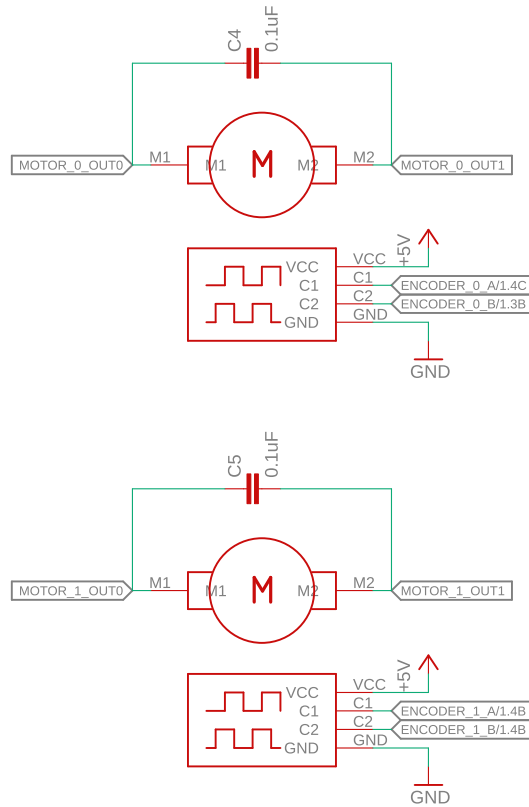 C4
0.1uF
MOTOR_0_OUT0
M1
M1
M
M2
M2
MOTOR_0_OUT1
+5V
VCC
VCC
C1
C1
ENCODER_0_A/1.4C
C2
C2
ENCODER_0_B/1.3B
GND
GND
GND
C5
0.1uF
MOTOR_1_OUT0
M1
M1
M
M2
M2
MOTOR_1_OUT1
+5V
VCC
VCC
C1
C1
ENCODER_1_A/1.4B
C2
C2
ENCODER_1_B/1.4B
GND
GND
GND